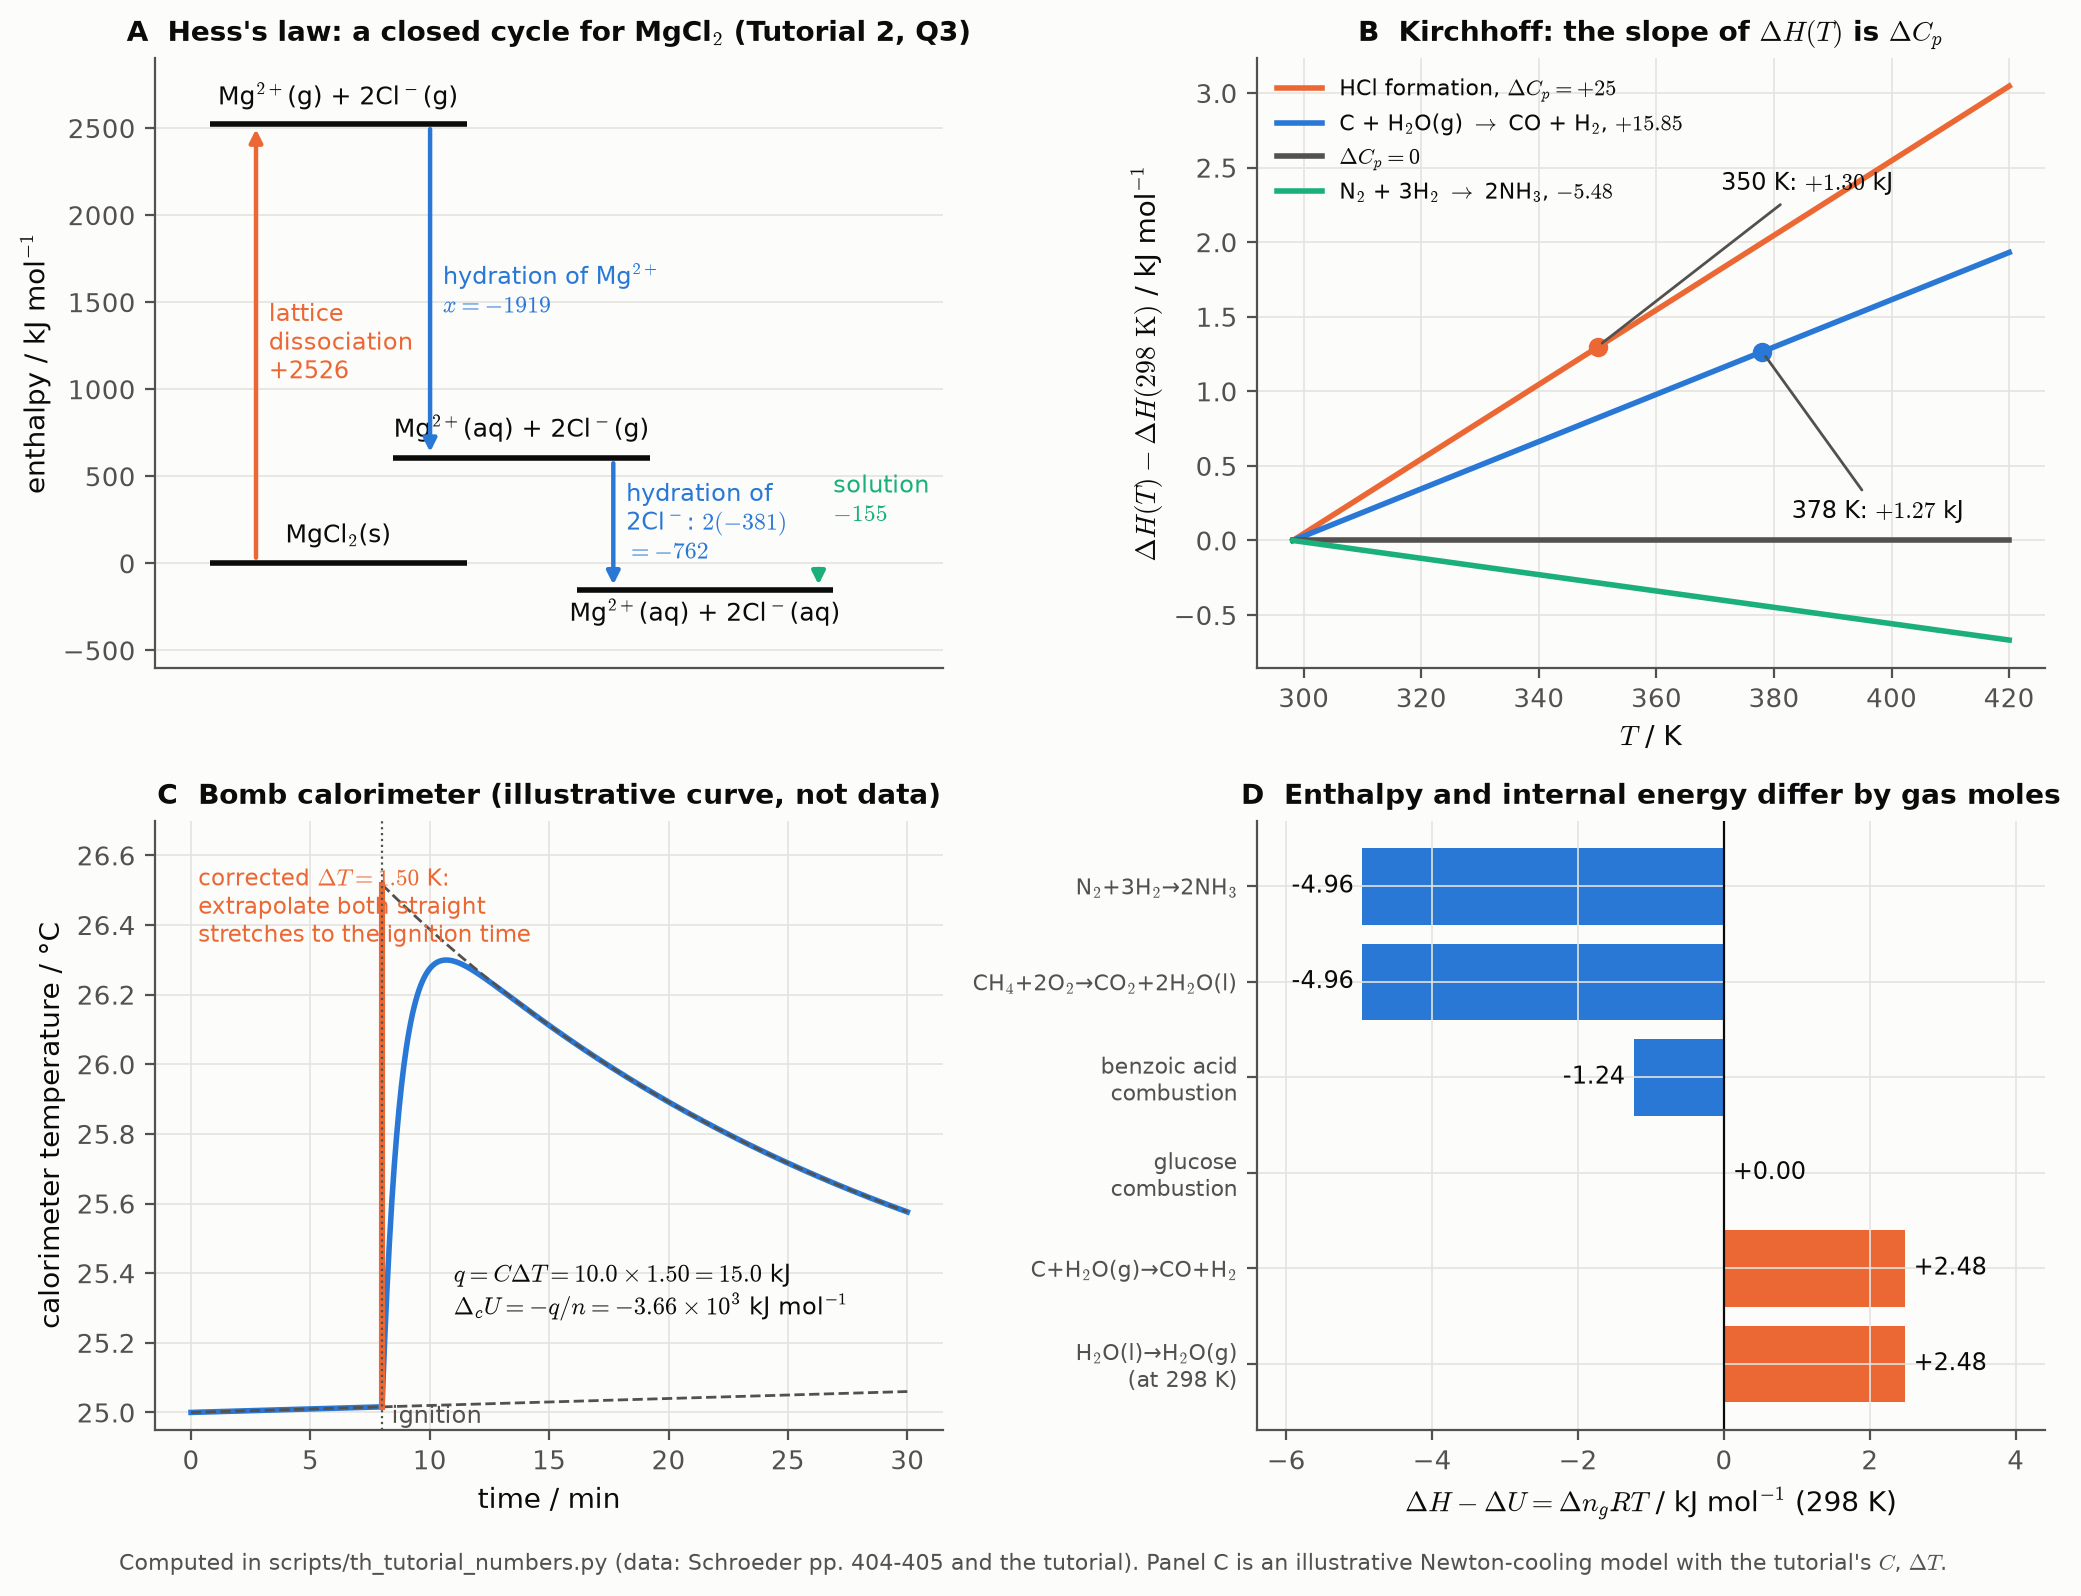 A  Hess's law: a closed cycle for MgCl₂ (Tutorial 2, Q3)
enthalpy / kJ mol⁻¹
2500
2000
1500
1000
500
0
−500
Mg²⁺(g) + 2Cl⁻(g)
lattice
dissociation
+2526
hydration of Mg²⁺
x = −1919
Mg²⁺(aq) + 2Cl⁻(g)
MgCl₂(s)
hydration of
2Cl⁻: 2(−381)
= −762
solution
−155
Mg²⁺(aq) + 2Cl⁻(aq)
B  Kirchhoff: the slope of ΔH(T) is ΔCₚ
ΔH(T) − ΔH(298 K) / kJ mol⁻¹
3.0
2.5
2.0
1.5
1.0
0.5
0.0
−0.5
HCl formation, ΔCₚ = +25
C + H₂O(g) → CO + H₂, +15.85
ΔCₚ = 0
N₂ + 3H₂ → 2NH₃, −5.48
350 K: +1.30 kJ
378 K: +1.27 kJ
300 320 340 360 380 400 420
T / K
C  Bomb calorimeter (illustrative curve, not data)
calorimeter temperature / °C
26.6
26.4
26.2
26.0
25.8
25.6
25.4
25.2
25.0
corrected ΔT = 1.50 K:
extrapolate both straight
stretches to the ignition time
q = CΔT = 10.0 × 1.50 = 15.0 kJ
Δ_cU = −q/n = −3.66 × 10³ kJ mol⁻¹
ignition
0 5 10 15 20 25 30
time / min
D  Enthalpy and internal energy differ by gas moles
N₂+3H₂→2NH₃
-4.96
CH₄+2O₂→CO₂+2H₂O(l)
-4.96
benzoic acid
combustion
-1.24
glucose
combustion
+0.00
C+H₂O(g)→CO+H₂
+2.48
H₂O(l)→H₂O(g)
(at 298 K)
+2.48
−6 −4 −2 0 2 4
ΔH − ΔU = Δn_gRT / kJ mol⁻¹ (298 K)
Computed in scripts/th_tutorial_numbers.py (data: Schroeder pp. 404-405 and the tutorial). Panel C is an illustrative Newton-cooling model with the tutorial's C, ΔT.